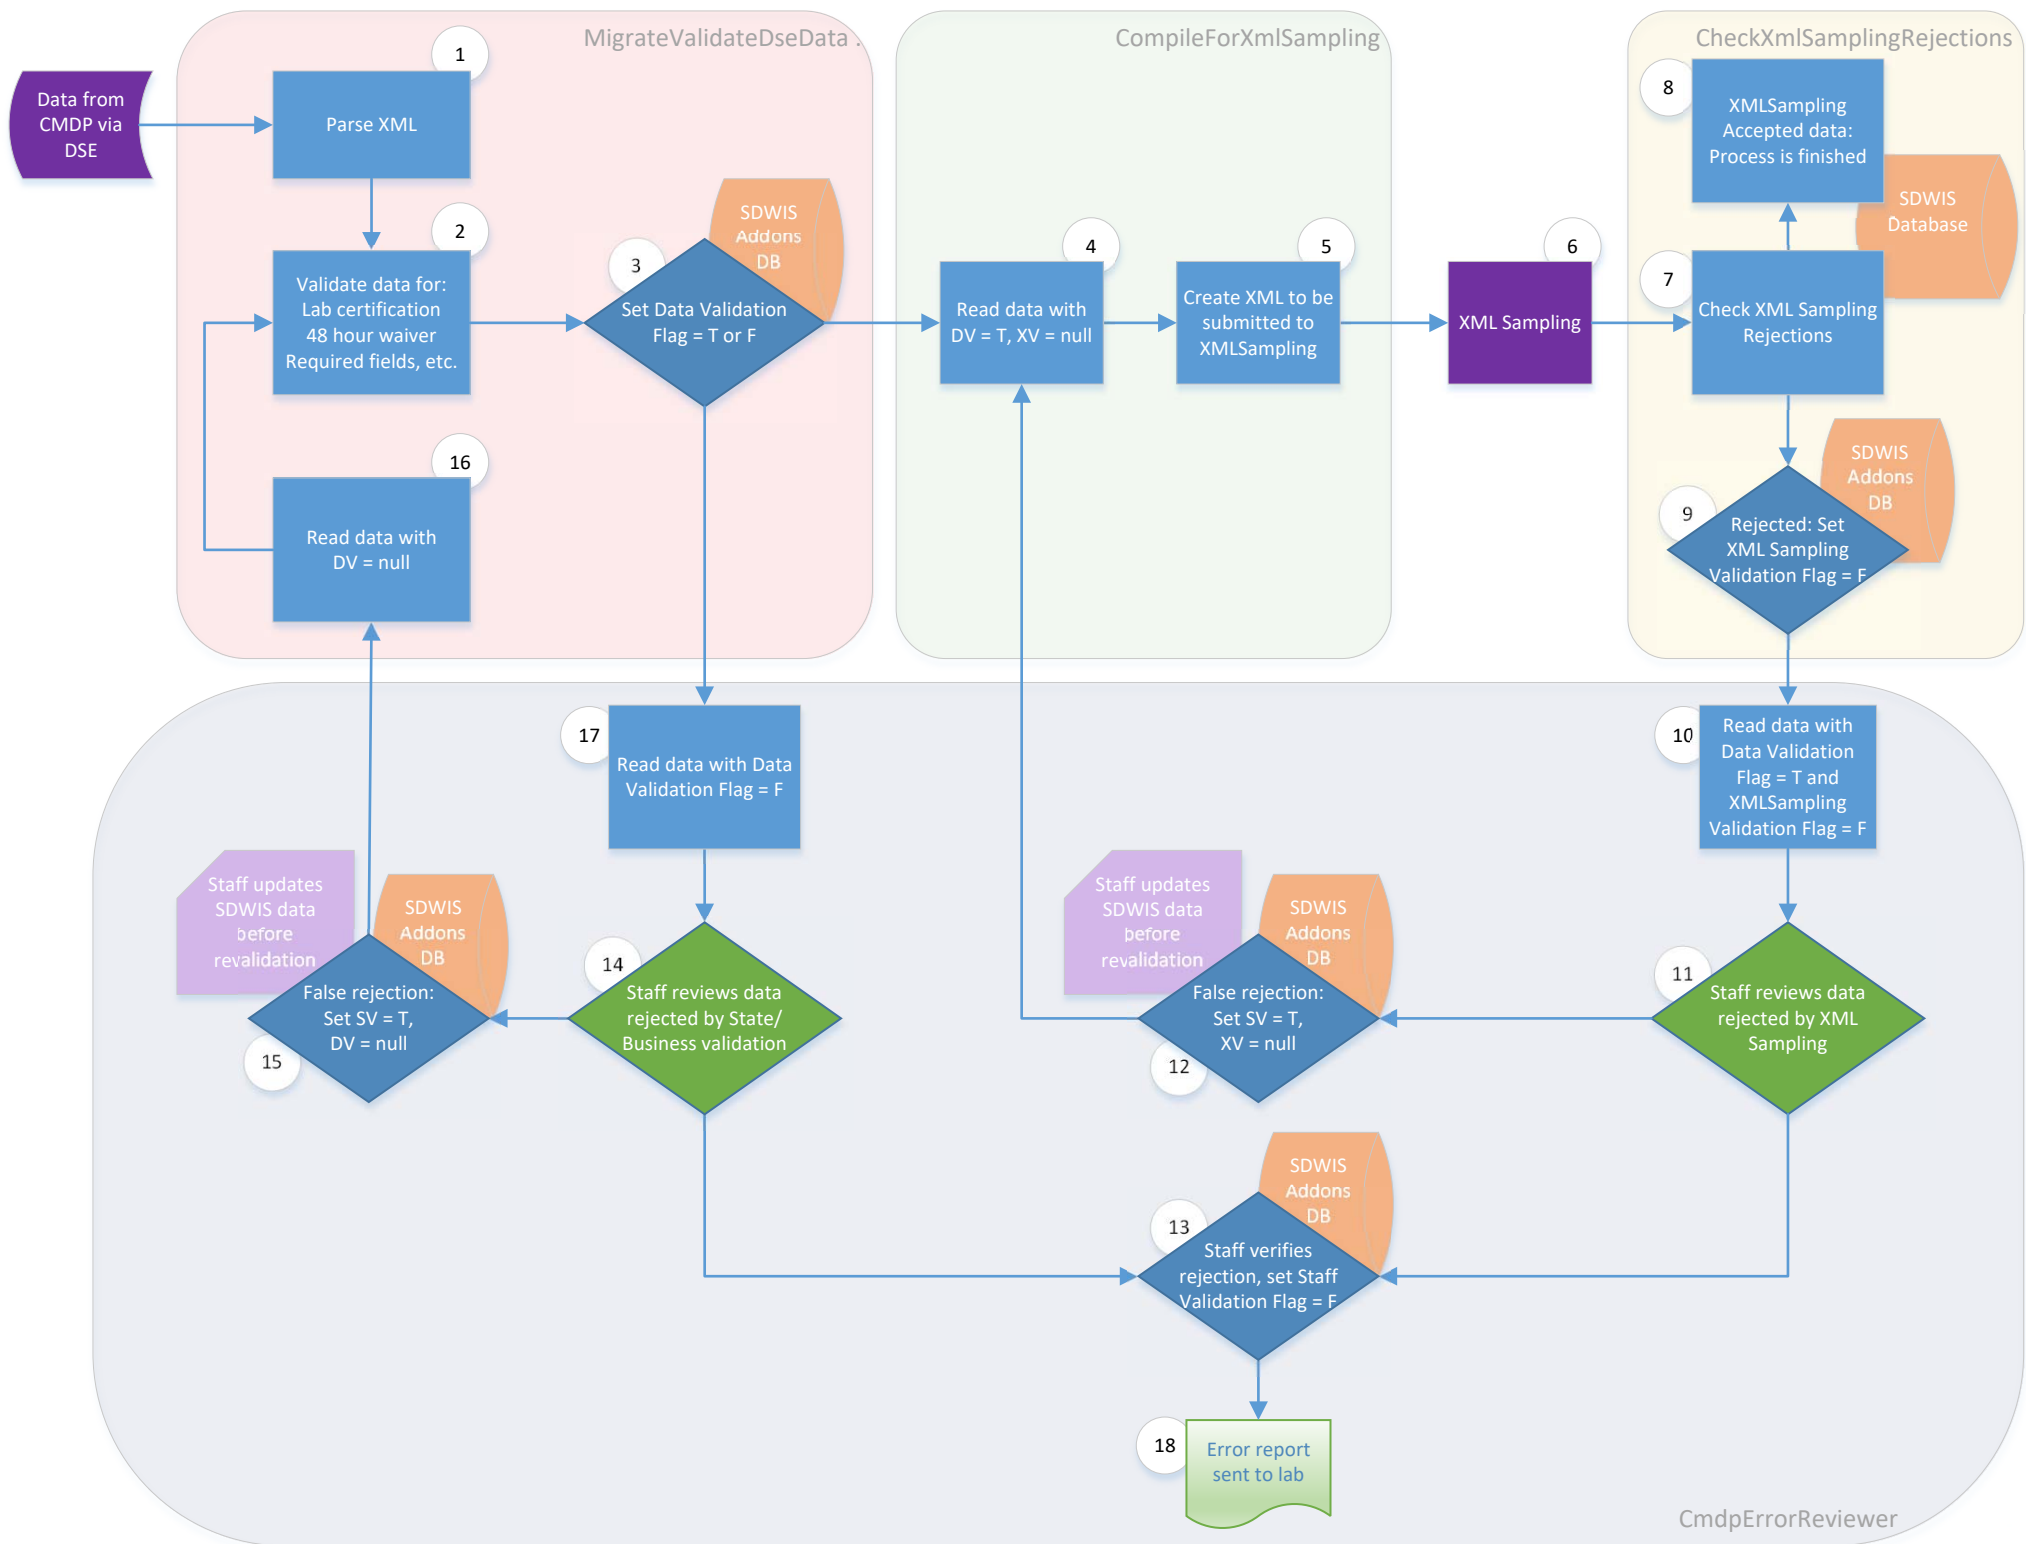 MigrateValidateDseData .
CompileForXmlSampling
CheckXmlSamplingRejections
Data from
CMDP via
DSE
1
Parse XML
2
Validate data for:
Lab certification
48 hour waiver
Required fields, etc.
3
Set Data Validation
Flag = T or F
SDWIS
Addons
DB
4
Read data with
DV = T, XV = null
5
Create XML to be
submitted to
XMLSampling
6
XML Sampling
8
XMLSampling
Accepted data:
Process is finished
SDWIS
Database
7
Check XML Sampling
Rejections
16
Read data with
DV = null
9
Rejected: Set
XML Sampling
Validation Flag = F
SDWIS
Addons
DB
17
Read data with Data
Validation Flag = F
10
Read data with
Data Validation
Flag = T and
XMLSampling
Validation Flag = F
Staff updates
SDWIS data
before
revalidation
SDWIS
Addons
DB
15
False rejection:
Set SV = T,
DV = null
14
Staff reviews data
rejected by State/
Business validation
Staff updates
SDWIS data
before
revalidation
SDWIS
Addons
DB
12
False rejection:
Set SV = T,
XV = null
11
Staff reviews data
rejected by XML
Sampling
SDWIS
Addons
DB
13
Staff verifies
rejection, set Staff
Validation Flag = F
18
Error report
sent to lab
CmdpErrorReviewer